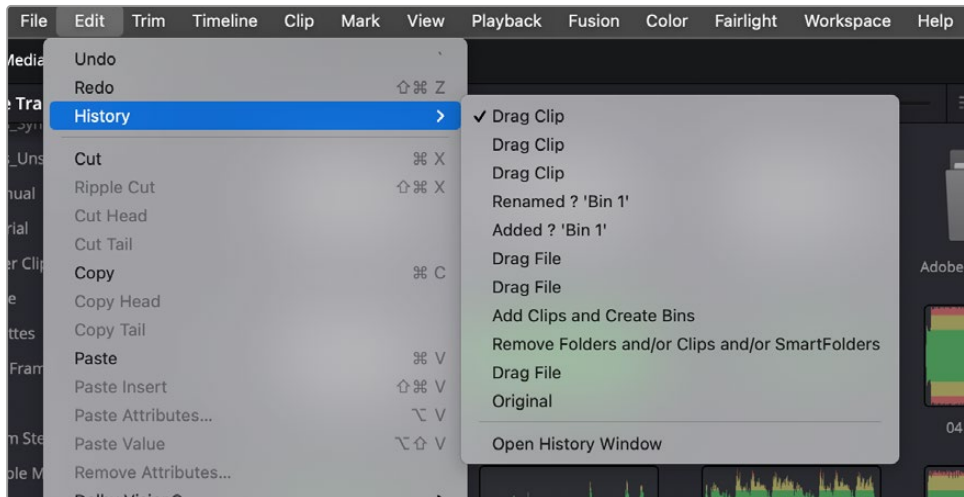 File Edit Trim Timeline Clip Mark View Playback Fusion Color Fairlight Workspace Help
Media
Undo `
Redo ⇧⌘ Z
History
Cut ⌘ X
Ripple Cut ⇧⌘ X
Cut Head
Cut Tail
Copy ⌘ C
Copy Head
Copy Tail
Paste ⌘ V
Paste Insert ⇧⌘ V
Paste Attributes... ⌥ V
Paste Value ⌥⇧ V
Remove Attributes...
✓ Drag Clip
Drag Clip
Drag Clip
Renamed ? 'Bin 1'
Added ? 'Bin 1'
Drag File
Drag File
Add Clips and Create Bins
Remove Folders and/or Clips and/or SmartFolders
Drag File
Original
Open History Window
Adobe
04